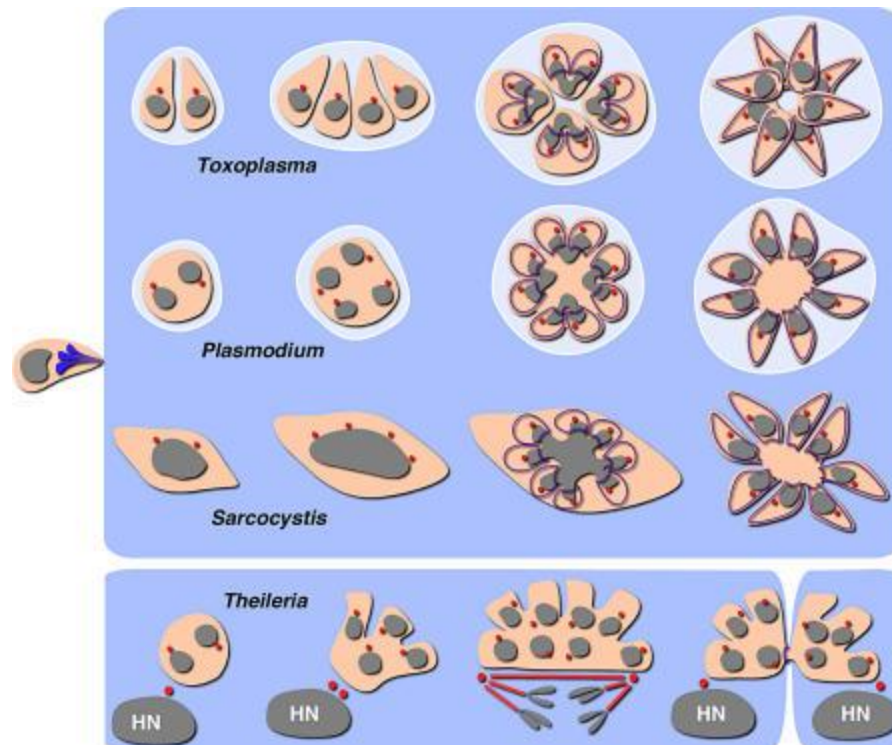 Toxoplasma
Plasmodium
Sarcocystis
Theileria
HN
HN
HN
HN